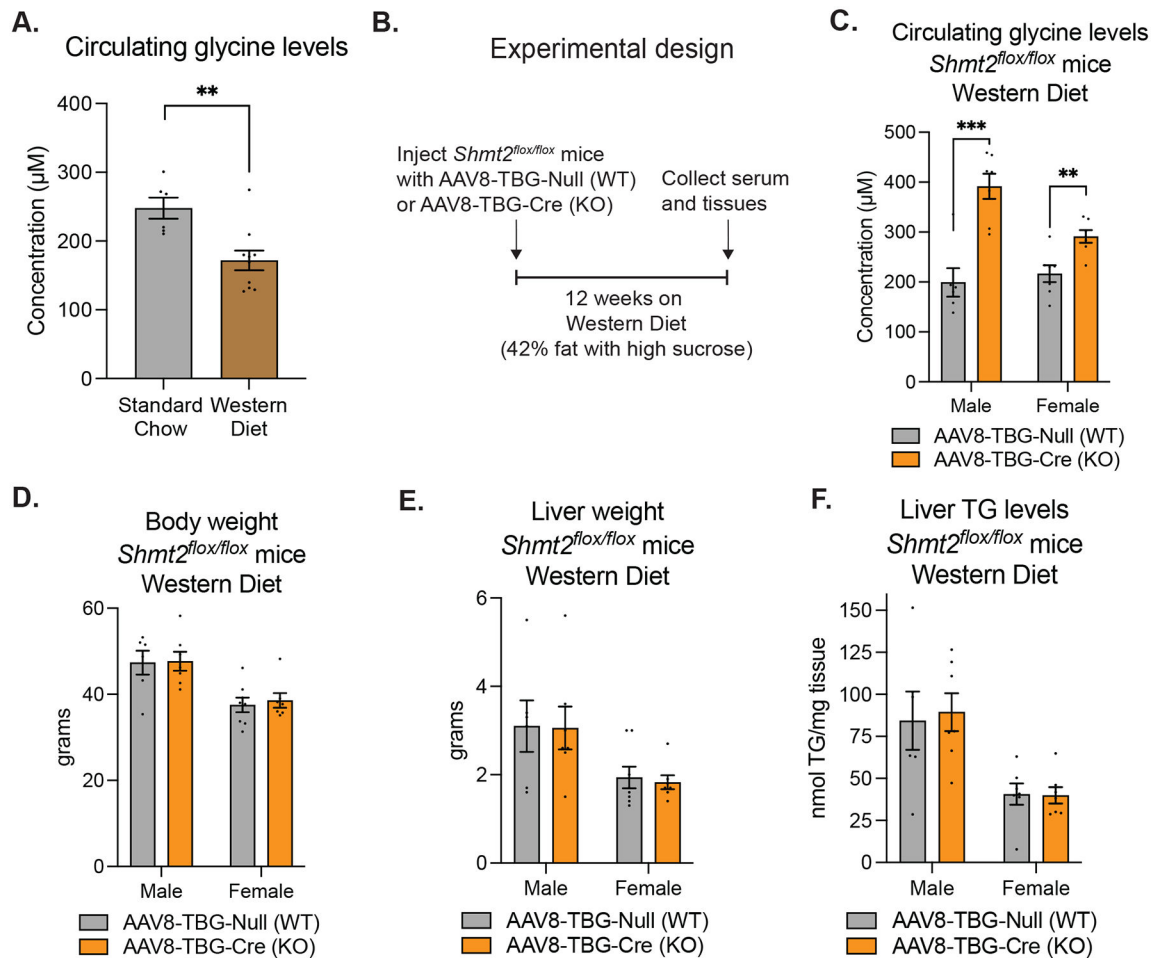 A.
Circulating glycine levels
**
Concentration (µM)
400
300
200
100
0
Standard
Chow
Western
Diet
B.
Experimental design
Inject Shmt2flox/flox mice
with AAV8-TBG-Null (WT)
or AAV8-TBG-Cre (KO)
Collect serum
and tissues
12 weeks on
Western Diet
(42% fat with high sucrose)
C.
Circulating glycine levels
Shmt2flox/flox mice
Western Diet
***
**
Concentration (µM)
500
400
300
200
100
0
Male
Female
AAV8-TBG-Null (WT)
AAV8-TBG-Cre (KO)
D.
Body weight
Shmt2flox/flox mice
Western Diet
grams
60
40
20
0
Male
Female
AAV8-TBG-Null (WT)
AAV8-TBG-Cre (KO)
E.
Liver weight
Shmt2flox/flox mice
Western Diet
grams
6
4
2
0
Male
Female
AAV8-TBG-Null (WT)
AAV8-TBG-Cre (KO)
F.
Liver TG levels
Shmt2flox/flox mice
Western Diet
nmol TG/mg tissue
150
125
100
75
50
25
0
Male
Female
AAV8-TBG-Null (WT)
AAV8-TBG-Cre (KO)